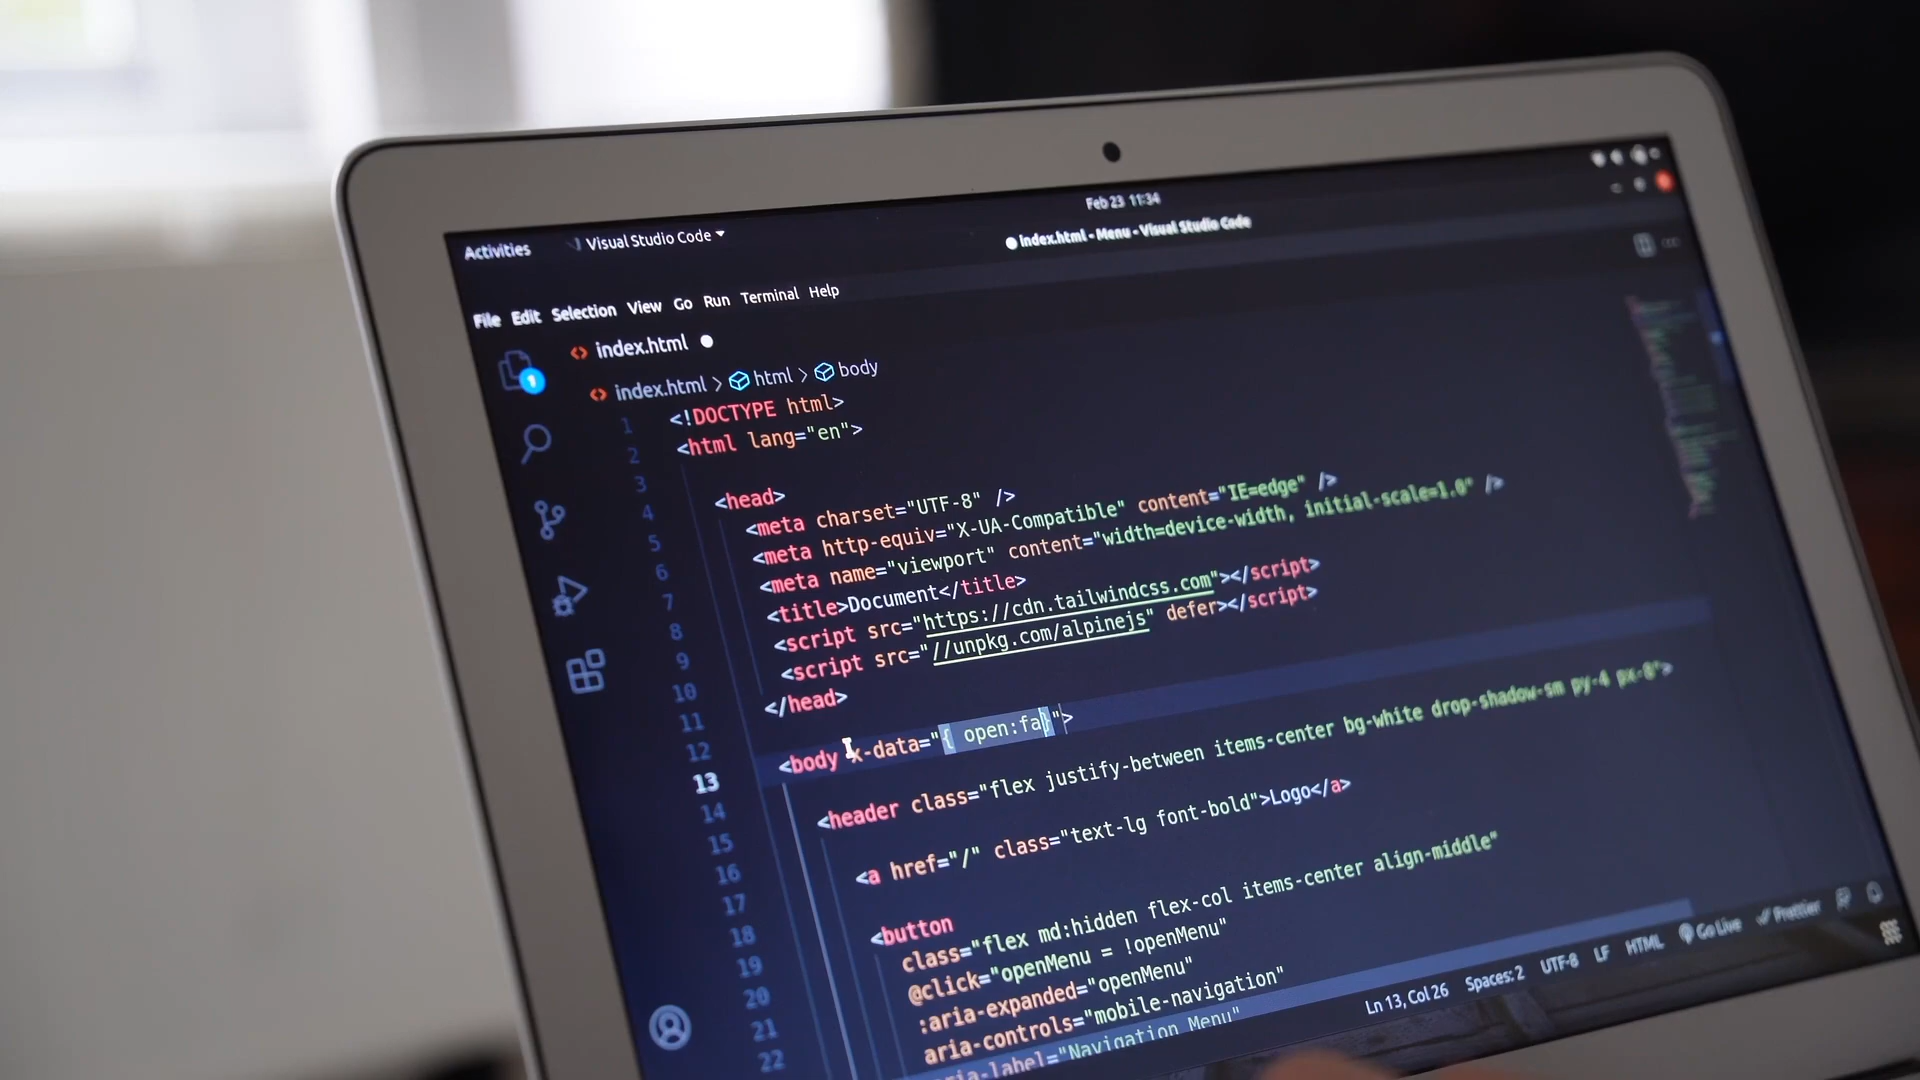 Feb 23 11:34
Activities
Visual Studio Code
index.html - Menu - Visual Studio Code
File Edit Selection View Go Run Terminal Help
index.html
1
index.html > html > body
1 <!DOCTYPE html>
2 <html lang="en">
3
4 <head>
5 <meta charset="UTF-8" />
6 <meta http-equiv="X-UA-Compatible" content="IE=edge" />
7 <meta name="viewport" content="width=device-width, initial-scale=1.0" />
8 <title>Document</title>
9 <script src="https://cdn.tailwindcss.com"></script>
10 <script src="//unpkg.com/alpinejs" defer></script>
11 </head>
12
13 <body x-data="{ open:fa}">
14
15 <header class="flex justify-between items-center bg-white drop-shadow-sm py-4 px-8">
16
17 <a href="/" class="text-lg font-bold">Logo</a>
18
19 <button
20 class="flex md:hidden flex-col items-center align-middle"
21 @click="openMenu = !openMenu"
22 :aria-expanded="openMenu"
aria-controls="mobile-navigation"
aria-label="Navigation Menu"
Ln 13, Col 26 Spaces: 2 UTF-8 LF HTML Go Live Prettier